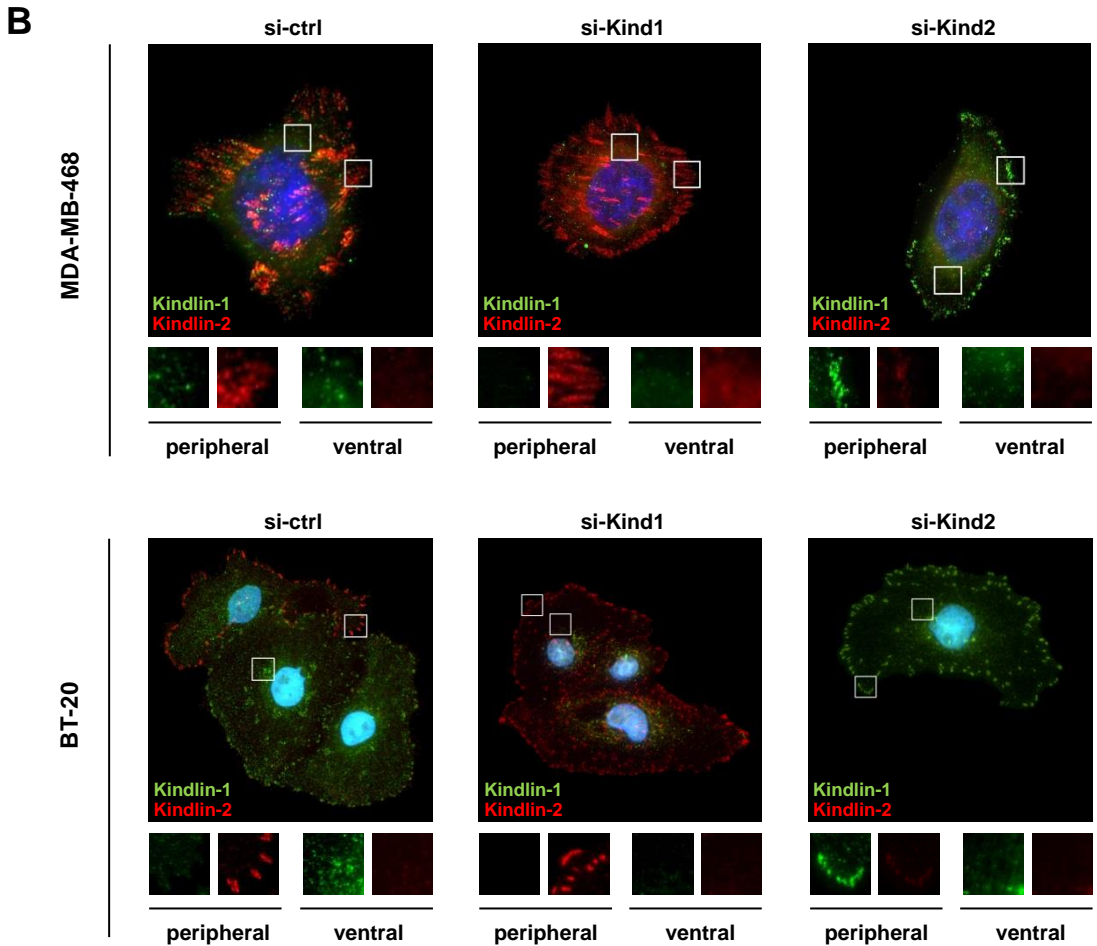 B
si-ctrl
si-Kind1
si-Kind2
MDA-MB-468
Kindlin-1
Kindlin-2
Kindlin-1
Kindlin-2
Kindlin-1
Kindlin-2
peripheral
ventral
peripheral
ventral
peripheral
ventral
si-ctrl
si-Kind1
si-Kind2
BT-20
Kindlin-1
Kindlin-2
Kindlin-1
Kindlin-2
Kindlin-1
Kindlin-2
peripheral
ventral
peripheral
ventral
peripheral
ventral